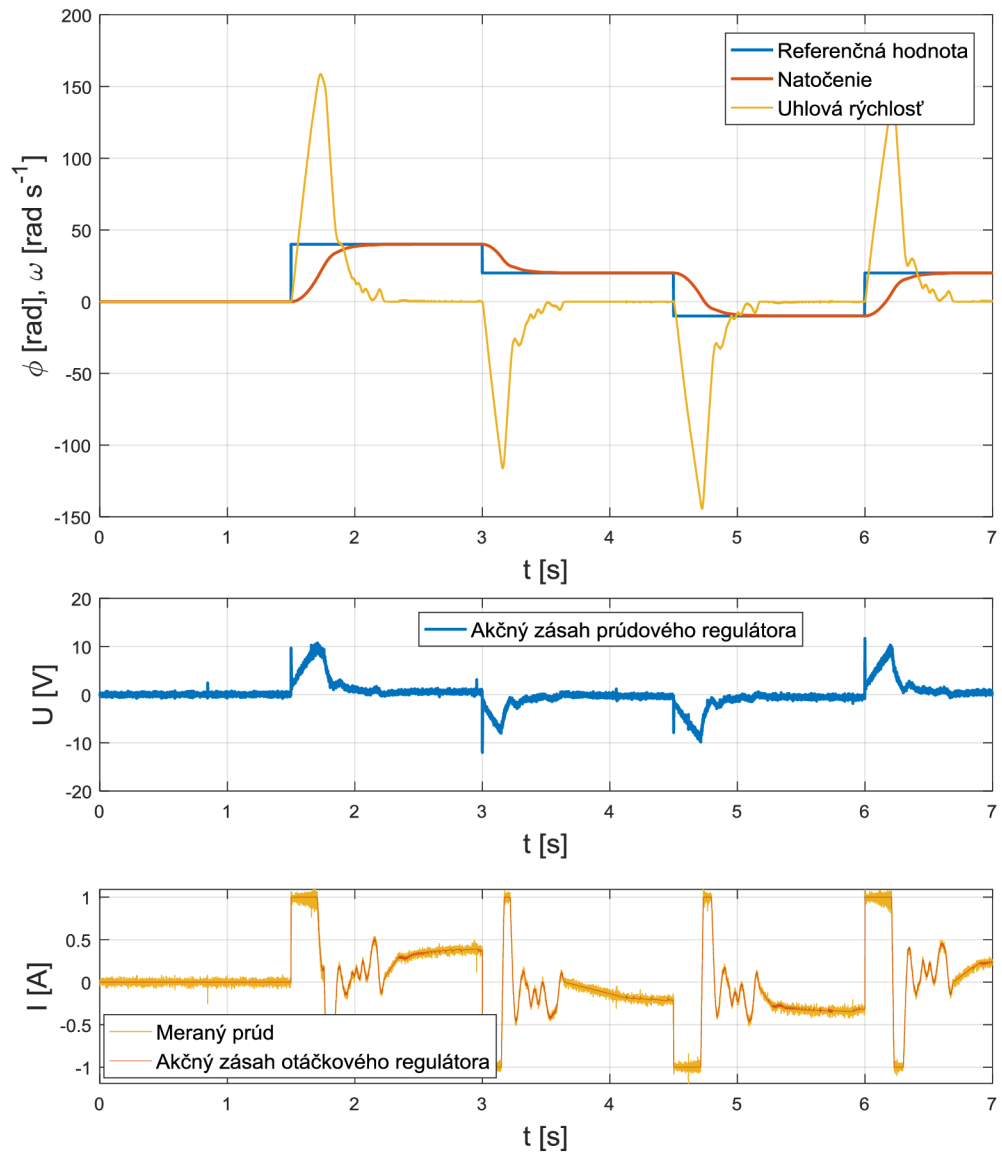 200
150
100
50
0
-50
-100
-150
ϕ [rad], ω [rad s-1]
Referenčná hodnota
Natočenie
Uhlová rýchlosť
0 1 2 3 4 5 6 7
t [s]
20
10
0
-10
-20
U [V]
Akčný zásah prúdového regulátora
0 1 2 3 4 5 6 7
t [s]
1
0.5
0
-0.5
-1
I [A]
Meraný prúd
Akčný zásah otáčkového regulátora
0 1 2 3 4 5 6 7
t [s]